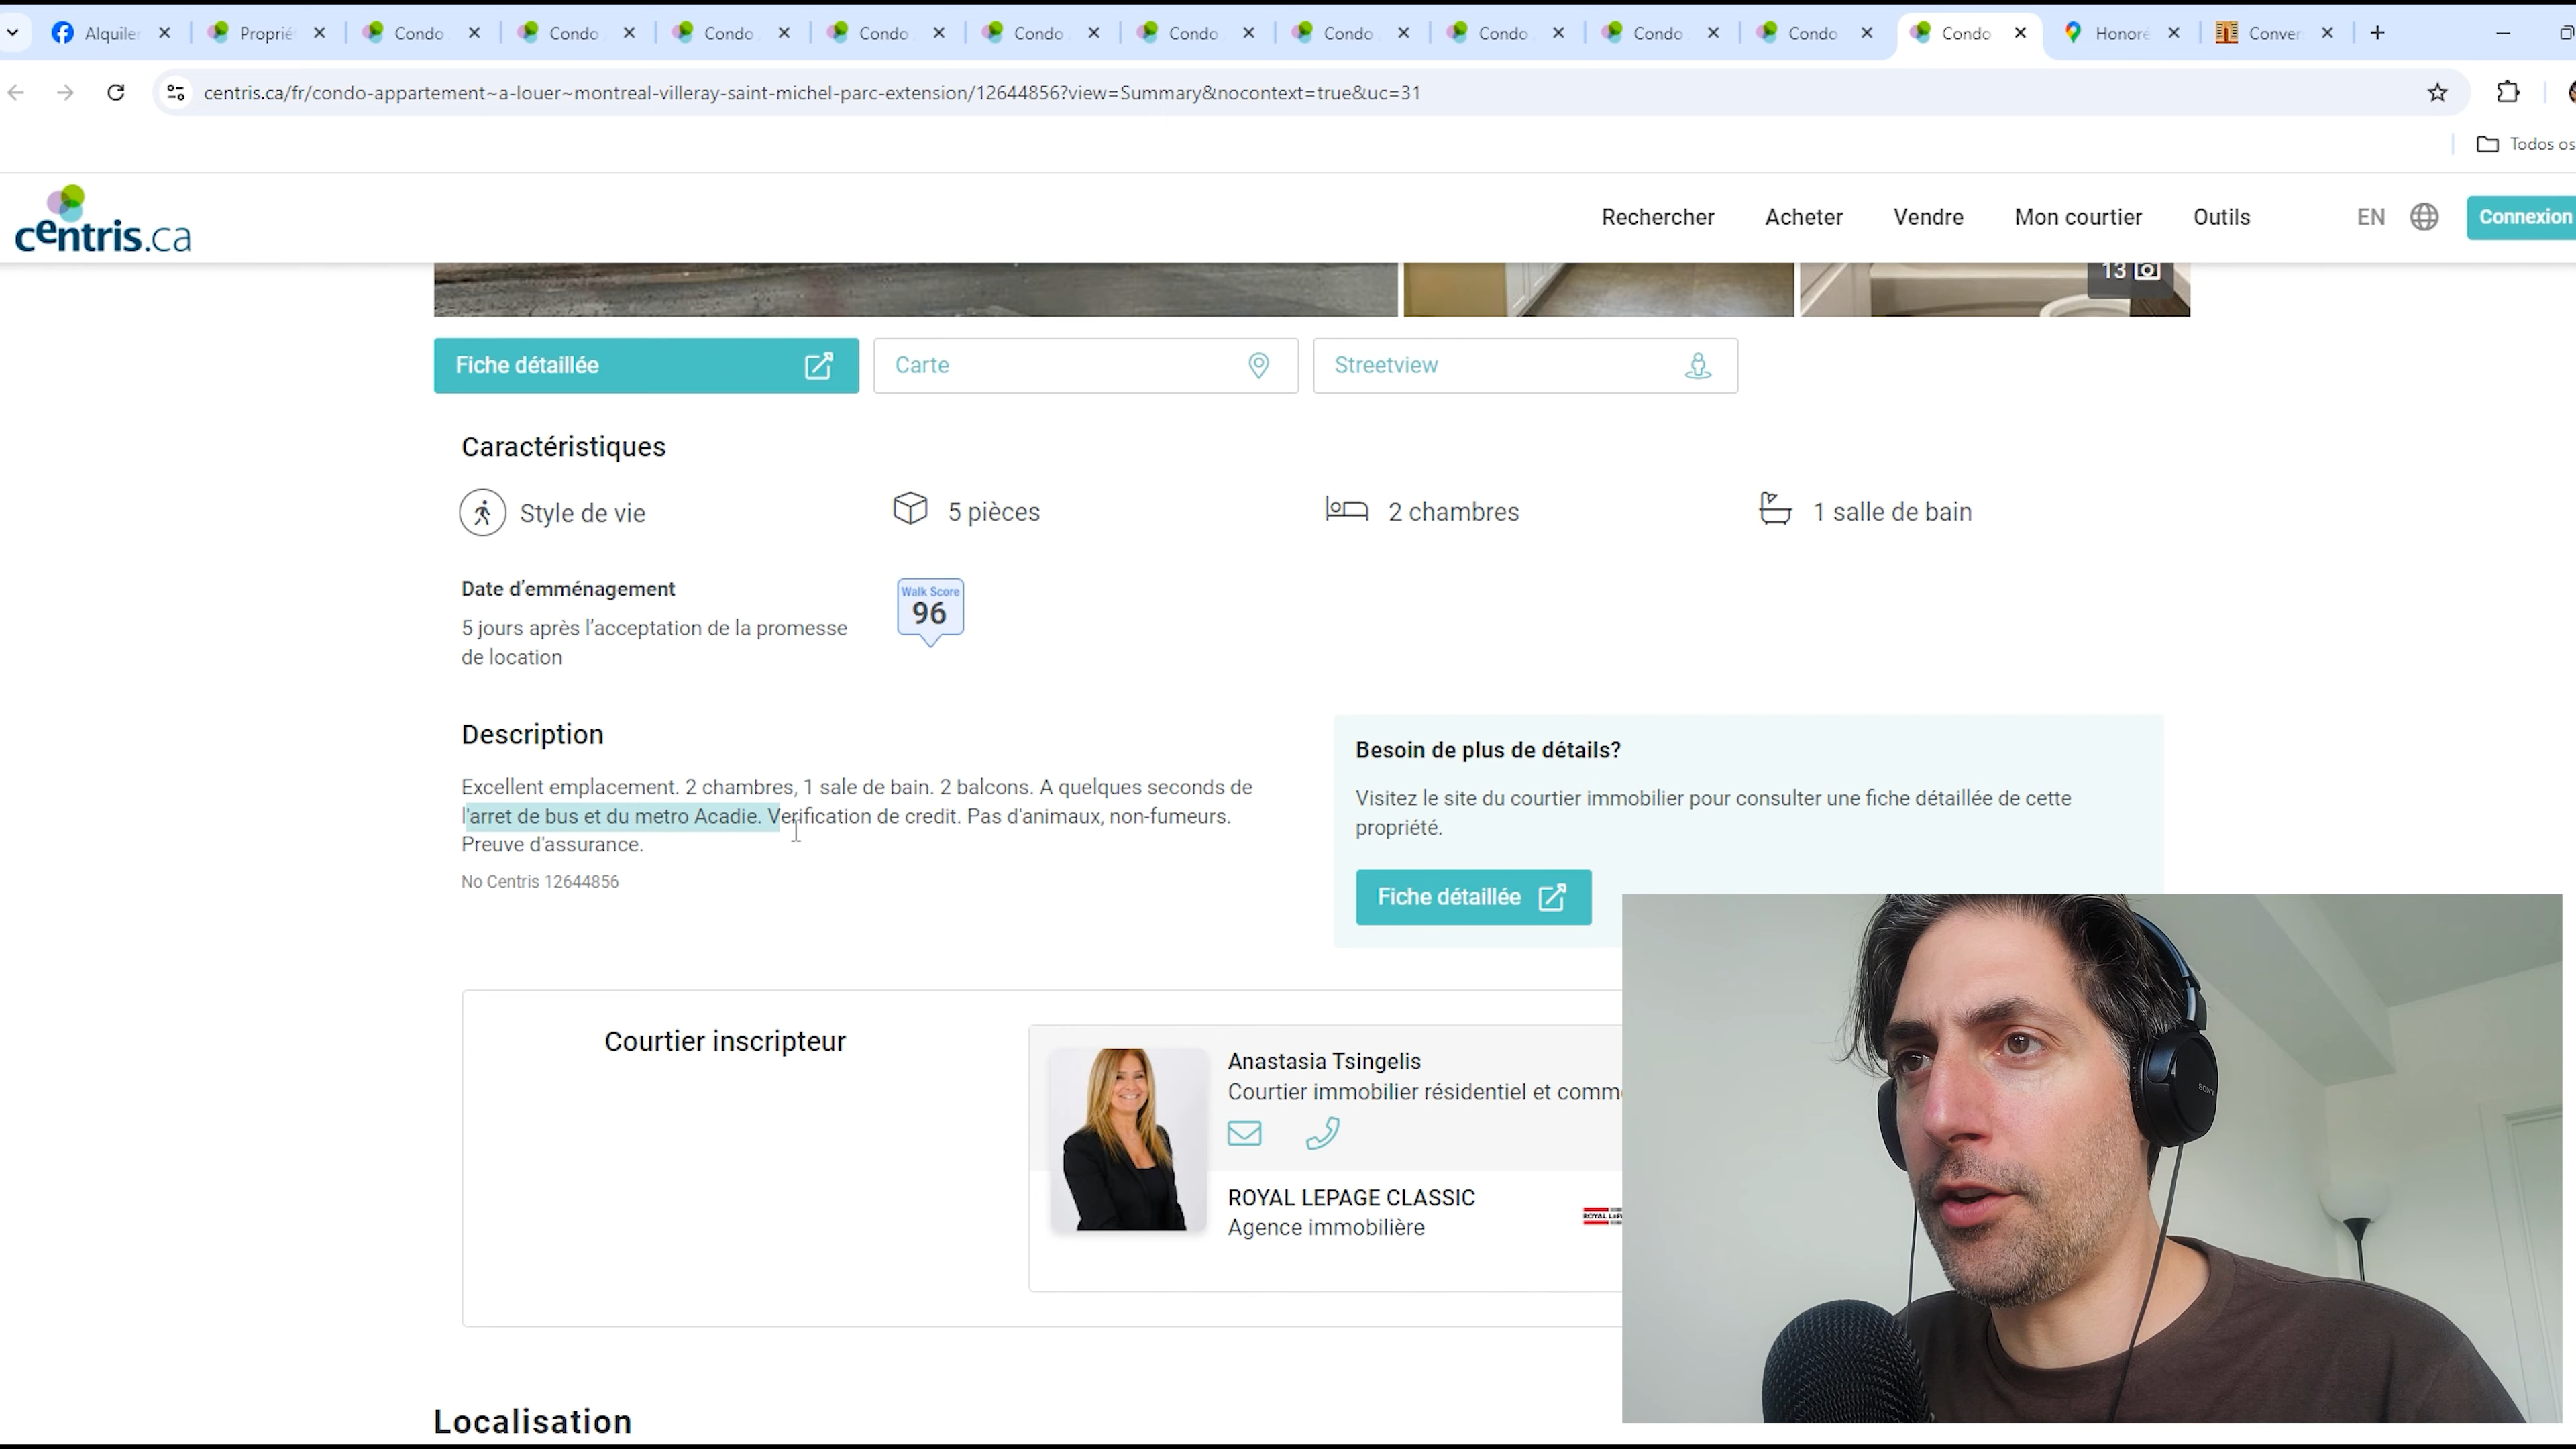 Alquiler
Proprié
Condo
Condo
Condo
Condo
Condo
Condo
Condo
Condo
Condo
Condo
Condo
Honoré
Conver
centris.ca/fr/condo-appartement~a-louer~montreal-villeray-saint-michel-parc-extension/12644856?view=Summary&nocontext=true&uc=31
Todos os
centris.ca
Rechercher
Acheter
Vendre
Mon courtier
Outils
EN
Connexion
13
Fiche détaillée
Carte
Streetview
Caractéristiques
Style de vie
5 pièces
2 chambres
1 salle de bain
Date d’emménagement
5 jours après l’acceptation de la promesse
de location
Walk Score
96
Description
Excellent emplacement. 2 chambres, 1 sale de bain. 2 balcons. A quelques seconds de
l'arret de bus et du metro Acadie. Verification de credit. Pas d'animaux, non-fumeurs.
Preuve d'assurance.
No Centris 12644856
Besoin de plus de détails?
Visitez le site du courtier immobilier pour consulter une fiche détaillée de cette
propriété.
Fiche détaillée
Courtier inscripteur
Anastasia Tsingelis
Courtier immobilier résidentiel et comm
ROYAL LEPAGE CLASSIC
Agence immobilière
ROYAL LEP
SONY
Localisation